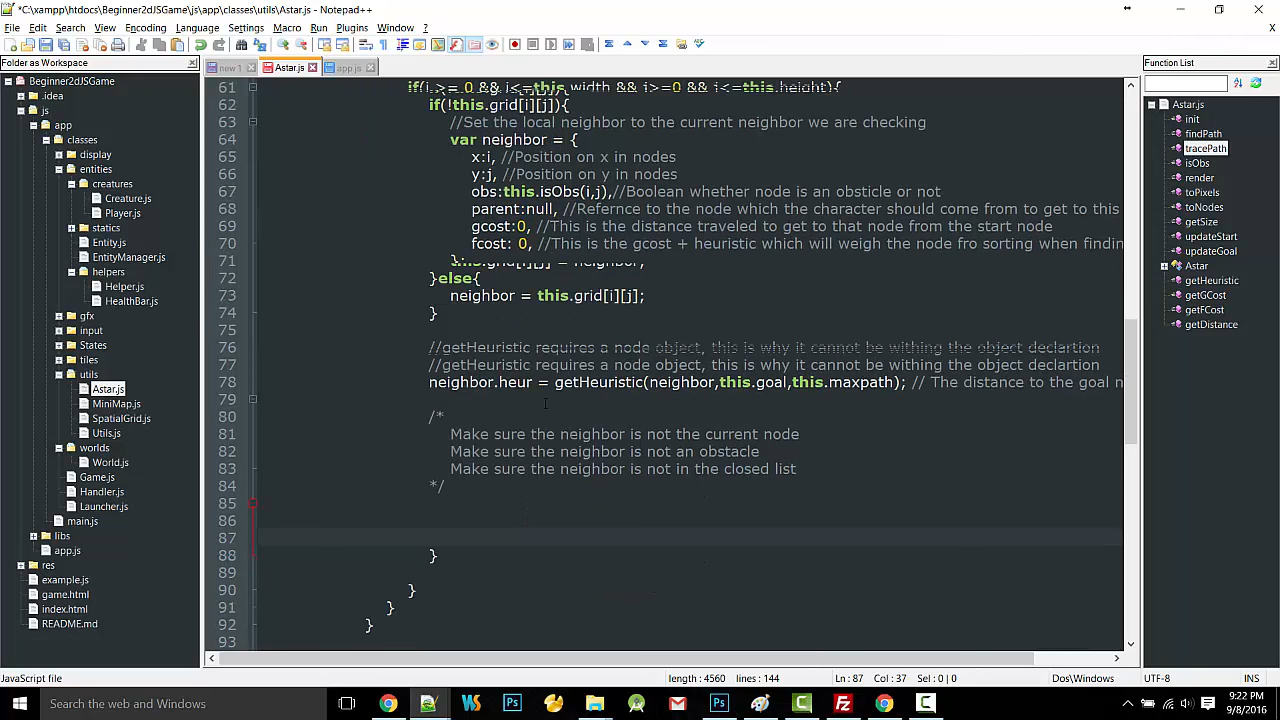 *C:\xampp\htdocs\Beginner2dJSGame\js\app\classes\utils\Astar.js - Notepad++
File Edit Search View Encoding Language Settings Macro Run Plugins Window ?
X
Folder as Workspace
Beginner2dJSGame
.idea
js
app
classes
display
entities
creatures
Creature.js
Player.js
statics
Entity.js
EntityManager.js
helpers
Helper.js
HealthBar.js
gfx
input
States
tiles
utils
Astar.js
MiniMap.js
SpatialGrid.js
Utils.js
worlds
World.js
Game.js
Handler.js
Launcher.js
main.js
libs
app.js
res
example.js
game.html
index.html
README.md
new 1
Astar.js
app.js
61 && i<=this.width && i>=0 && i<=this.height){
62 if(!this.grid[i][j]){
63 //Set the local neighbor to the current neighbor we are checking
64 var neighbor = {
65 x:i, //Position on x in nodes
66 y:j, //Position on y in nodes
67 obs:this.isObs(i,j),//Boolean whether node is an obsticle or not
68 parent:null, //Refernce to the node which the character should come from to get to this
69 gcost:0, //This is the distance traveled to get to that node from the start node
70 fcost: 0, //This is the gcost + heuristic which will weigh the node fro sorting when findin
71 this.grid[i][j] = neighbor;
72 }else{
73 neighbor = this.grid[i][j];
74 }
75
76 //getHeuristic requires a node object, this is why it cannot be withing the object declartion
77 //getHeuristic requires a node object, this is why it cannot be withing the object declartion
78 neighbor.heur = getHeuristic(neighbor,this.goal,this.maxpath); // The distance to the goal n
79
80 /*
81 Make sure the neighbor is not the current node
82 Make sure the neighbor is not an obstacle
83 Make sure the neighbor is not in the closed list
84 */
85
86
87
88 }
89
90 }
91 }
92 }
93
Function List
Astar.js
init
findPath
tracePath
isObs
render
toPixels
toNodes
getSize
updateStart
updateGoal
Astar
getHeuristic
getGCost
getFCost
getDistance
JavaScript file length : 4560 lines : 144 Ln : 87 Col : 37 Sel : 0 | 0 Dos\Windows UTF-8 INS
Search the web and Windows
9:22 PM
9/8/2016